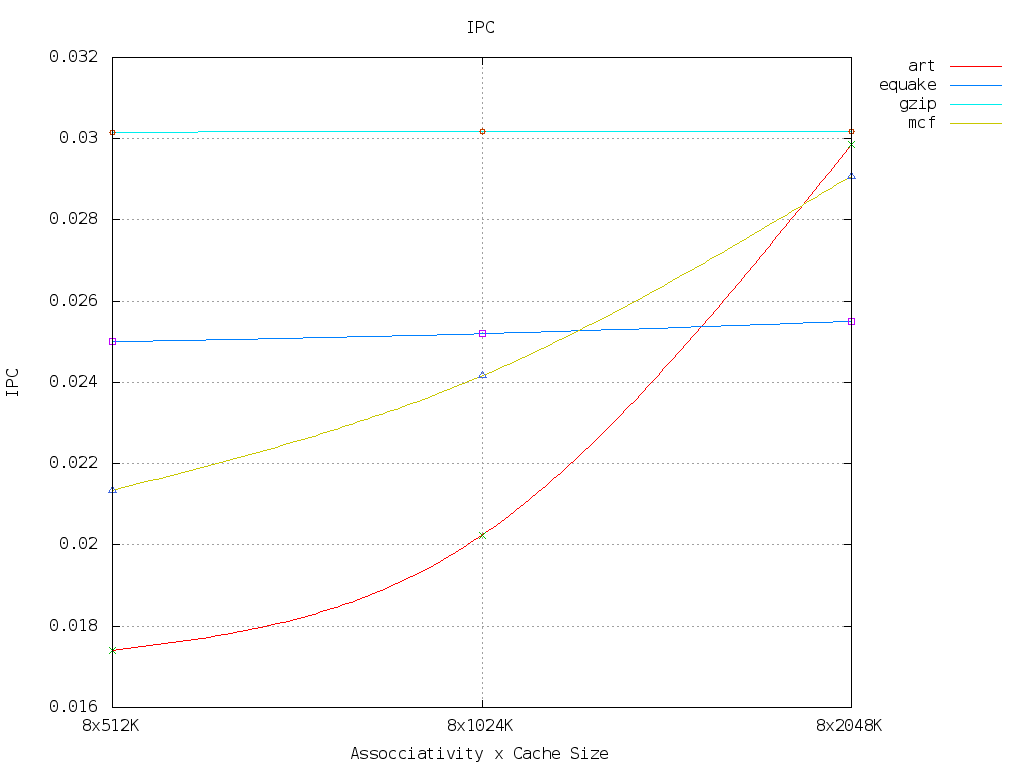 IPC
0.032
0.03
0.028
0.026
0.024
0.022
0.02
0.018
0.016
IPC
8x512K 8x1024K 8x2048K
Assocciativity x Cache Size
art
equake
gzip
mcf